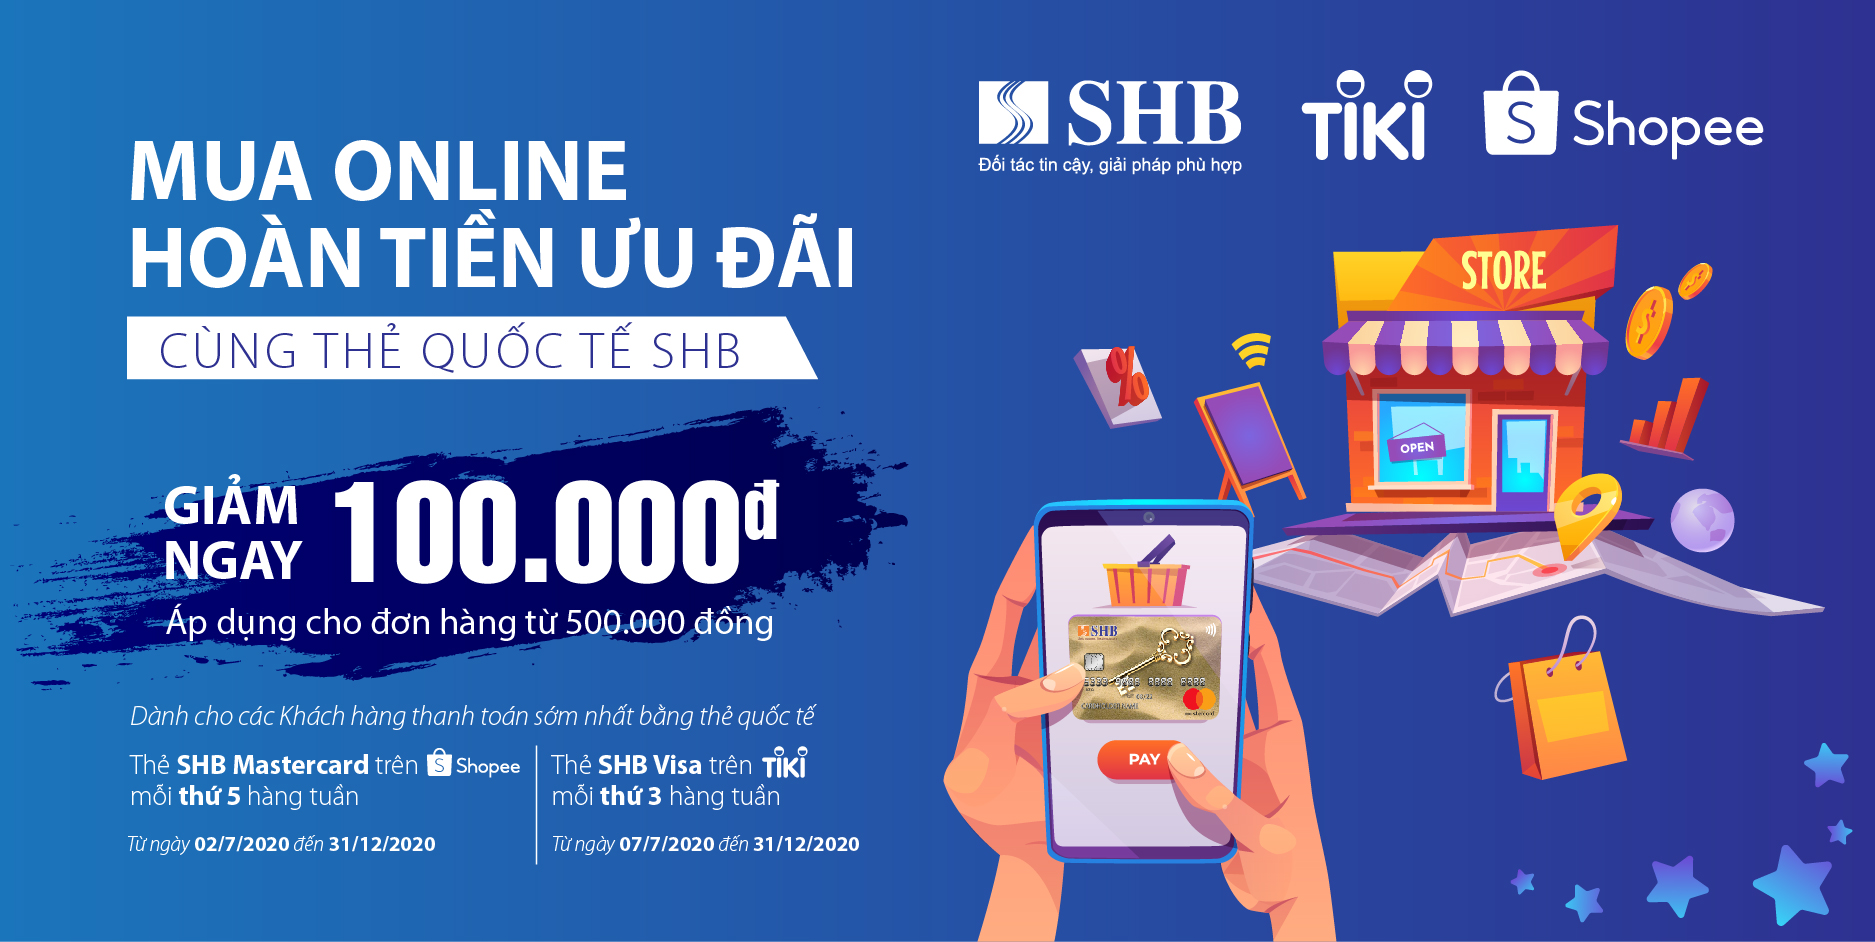 SHB
Đối tác tin cậy, giải pháp phù hợp
TIKI
S Shopee
MUA ONLINE
HOÀN TIỀN ƯU ĐÃI
CÙNG THẺ QUỐC TẾ SHB
GIẢM
NGAY
100.000đ
Áp dụng cho đơn hàng từ 500.000 đồng
Dành cho các Khách hàng thanh toán sớm nhất bằng thẻ quốc tế
Thẻ SHB Mastercard trên S Shopee
mỗi thứ 5 hàng tuần
Từ ngày 02/7/2020 đến 31/12/2020
Thẻ SHB Visa trên TIKI
mỗi thứ 3 hàng tuần
Từ ngày 07/7/2020 đến 31/12/2020
STORE
OPEN
%
$
$
SHB
mastercard
PAY